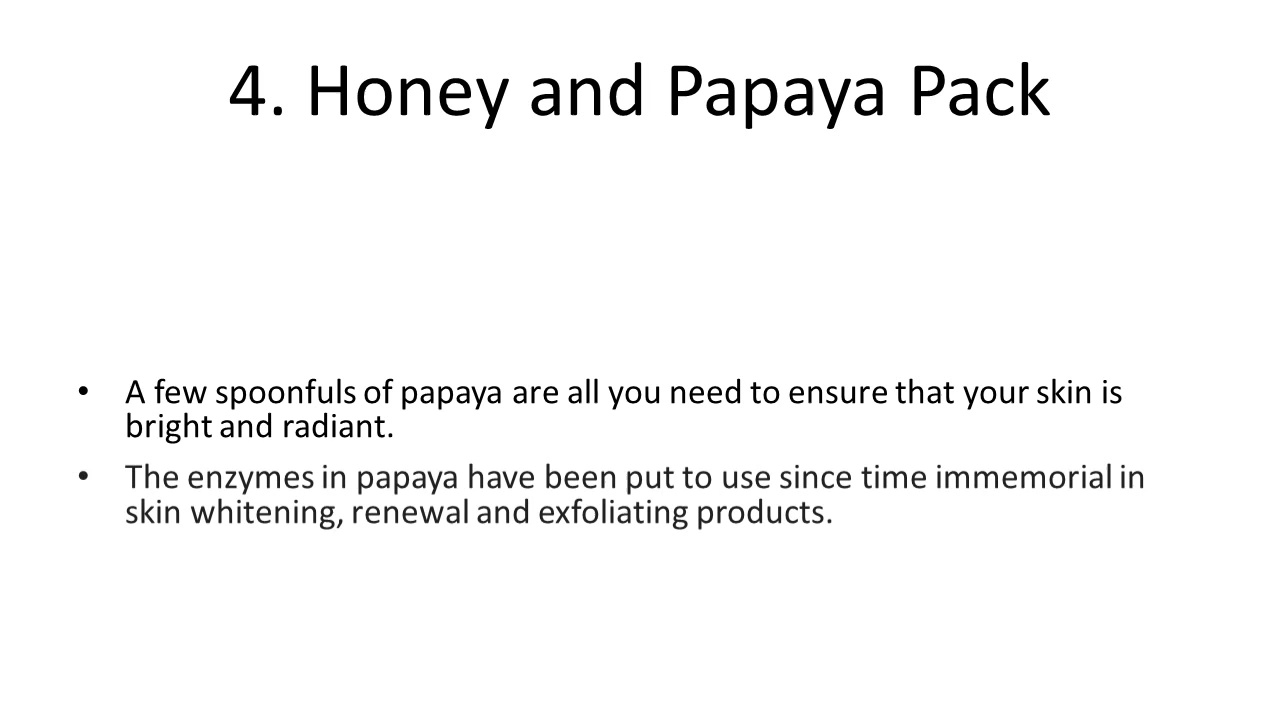 4. Honey and Papaya Pack
• A few spoonfuls of papaya are all you need to ensure that your skin is
bright and radiant.
• The enzymes in papaya have been put to use since time immemorial in
skin whitening, renewal and exfoliating products.